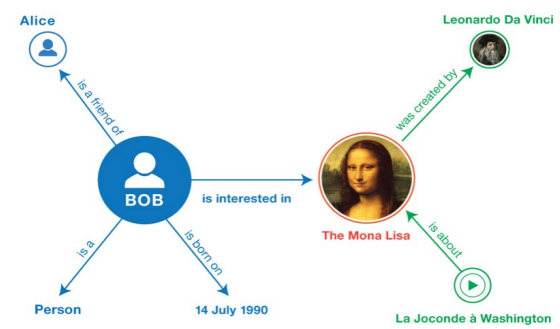 Alice
Leonardo Da Vinci
is a friend of
was created by
BOB
is interested in
The Mona Lisa
is a
is born on
is about
Person
14 July 1990
La Joconde à Washington